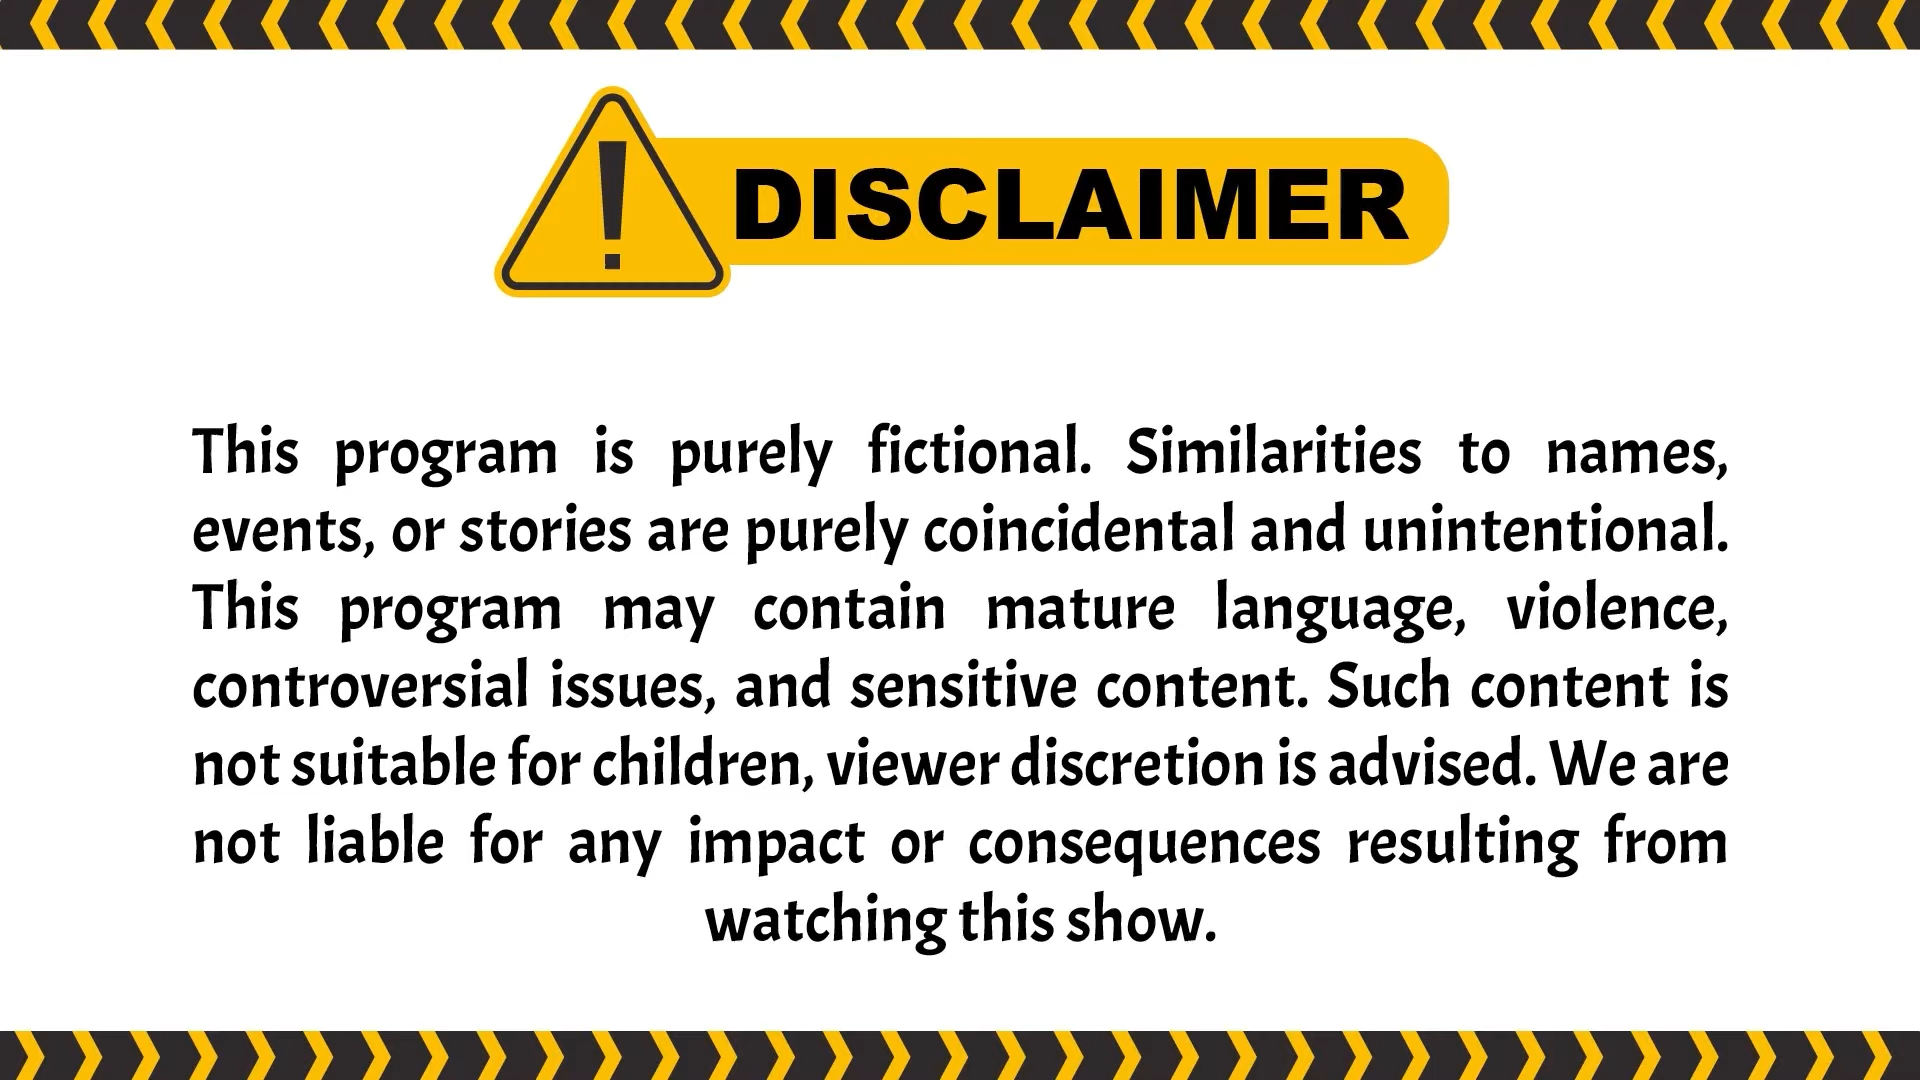 DISCLAIMER
This program is purely fictional. Similarities to names,
events, or stories are purely coincidental and unintentional.
This program may contain mature language, violence,
controversial issues, and sensitive content. Such content is
not suitable for children, viewer discretion is advised. We are
not liable for any impact or consequences resulting from
watching this show.